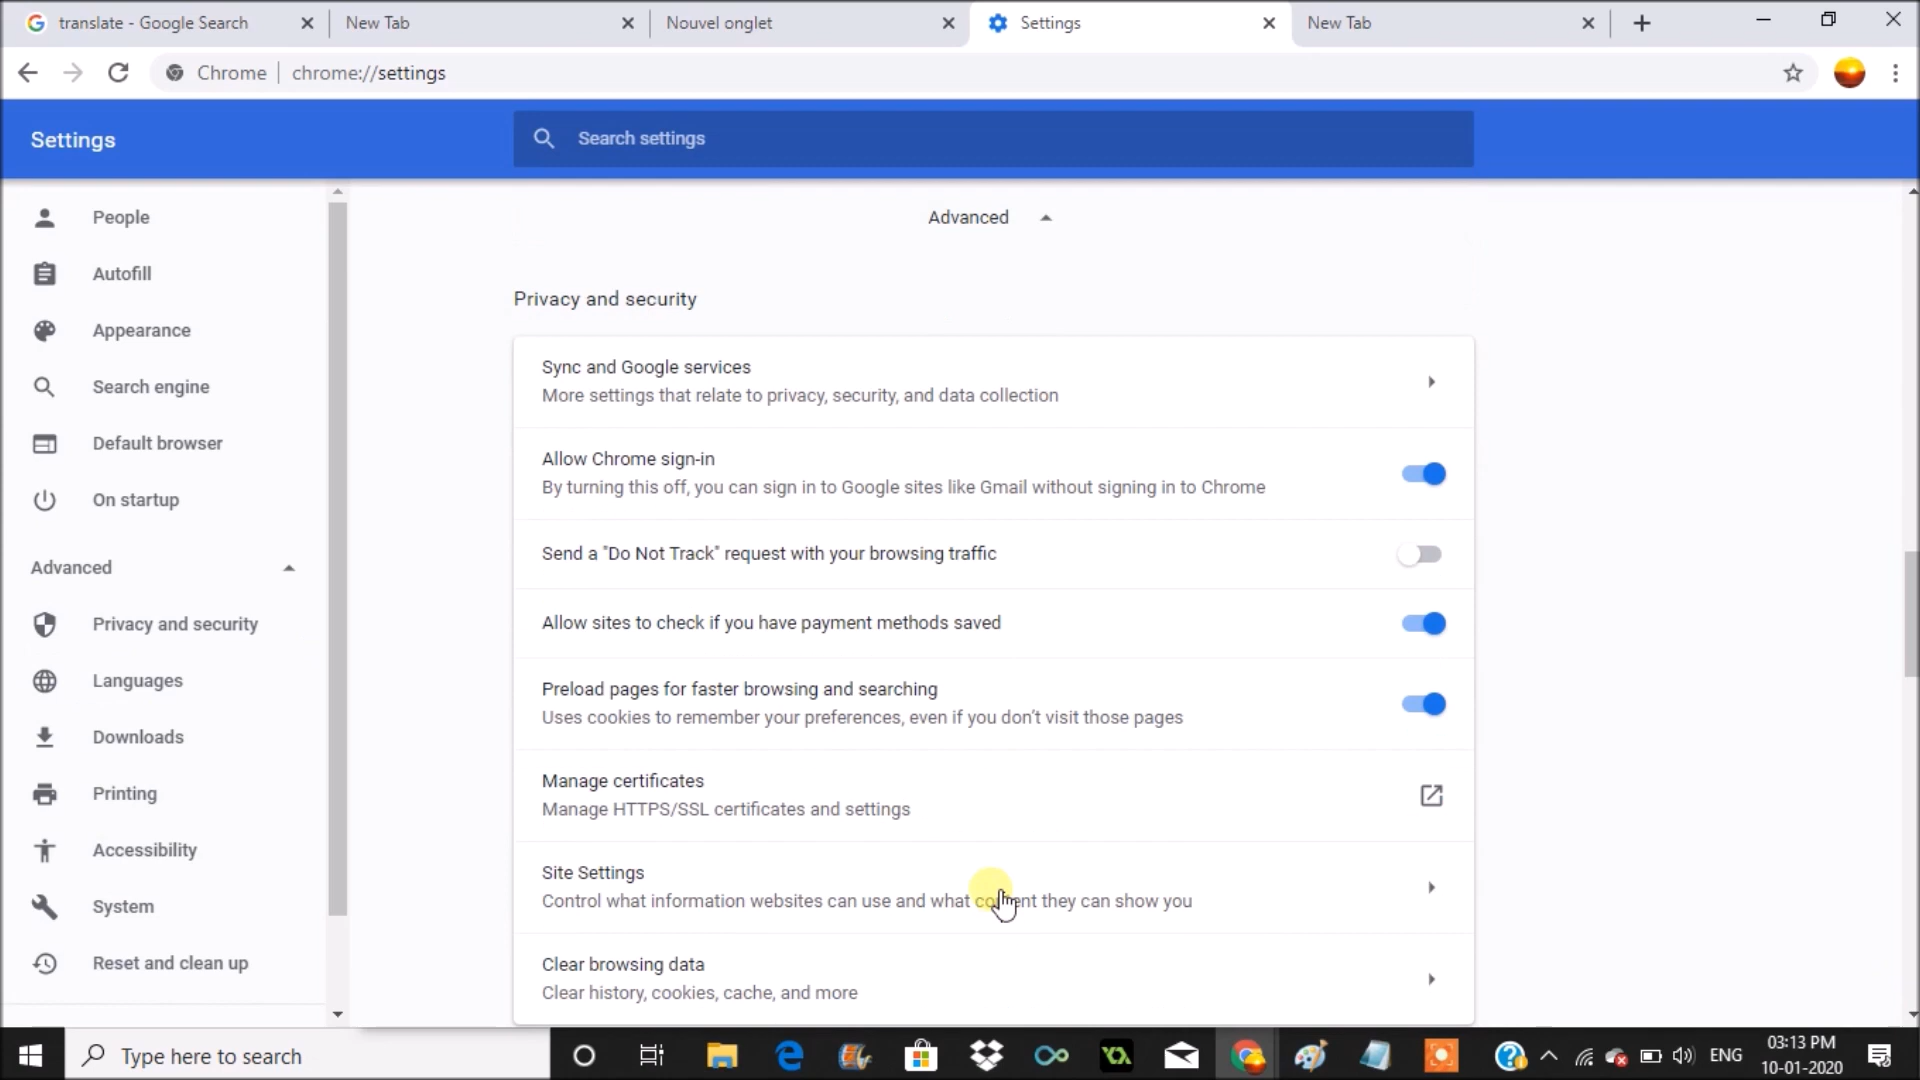 translate - Google Search
New Tab
Nouvel onglet
Settings
New Tab
Chrome
chrome://settings
Settings
Search settings
People
Autofill
Appearance
Search engine
Default browser
On startup
Advanced
Privacy and security
Languages
Downloads
Printing
Accessibility
System
Reset and clean up
Advanced
Privacy and security
Sync and Google services
More settings that relate to privacy, security, and data collection
Allow Chrome sign-in
By turning this off, you can sign in to Google sites like Gmail without signing in to Chrome
Send a "Do Not Track" request with your browsing traffic
Allow sites to check if you have payment methods saved
Preload pages for faster browsing and searching
Uses cookies to remember your preferences, even if you don't visit those pages
Manage certificates
Manage HTTPS/SSL certificates and settings
Site Settings
Control what information websites can use and what content they can show you
Clear browsing data
Clear history, cookies, cache, and more
Type here to search
ENG
03:13 PM
10-01-2020